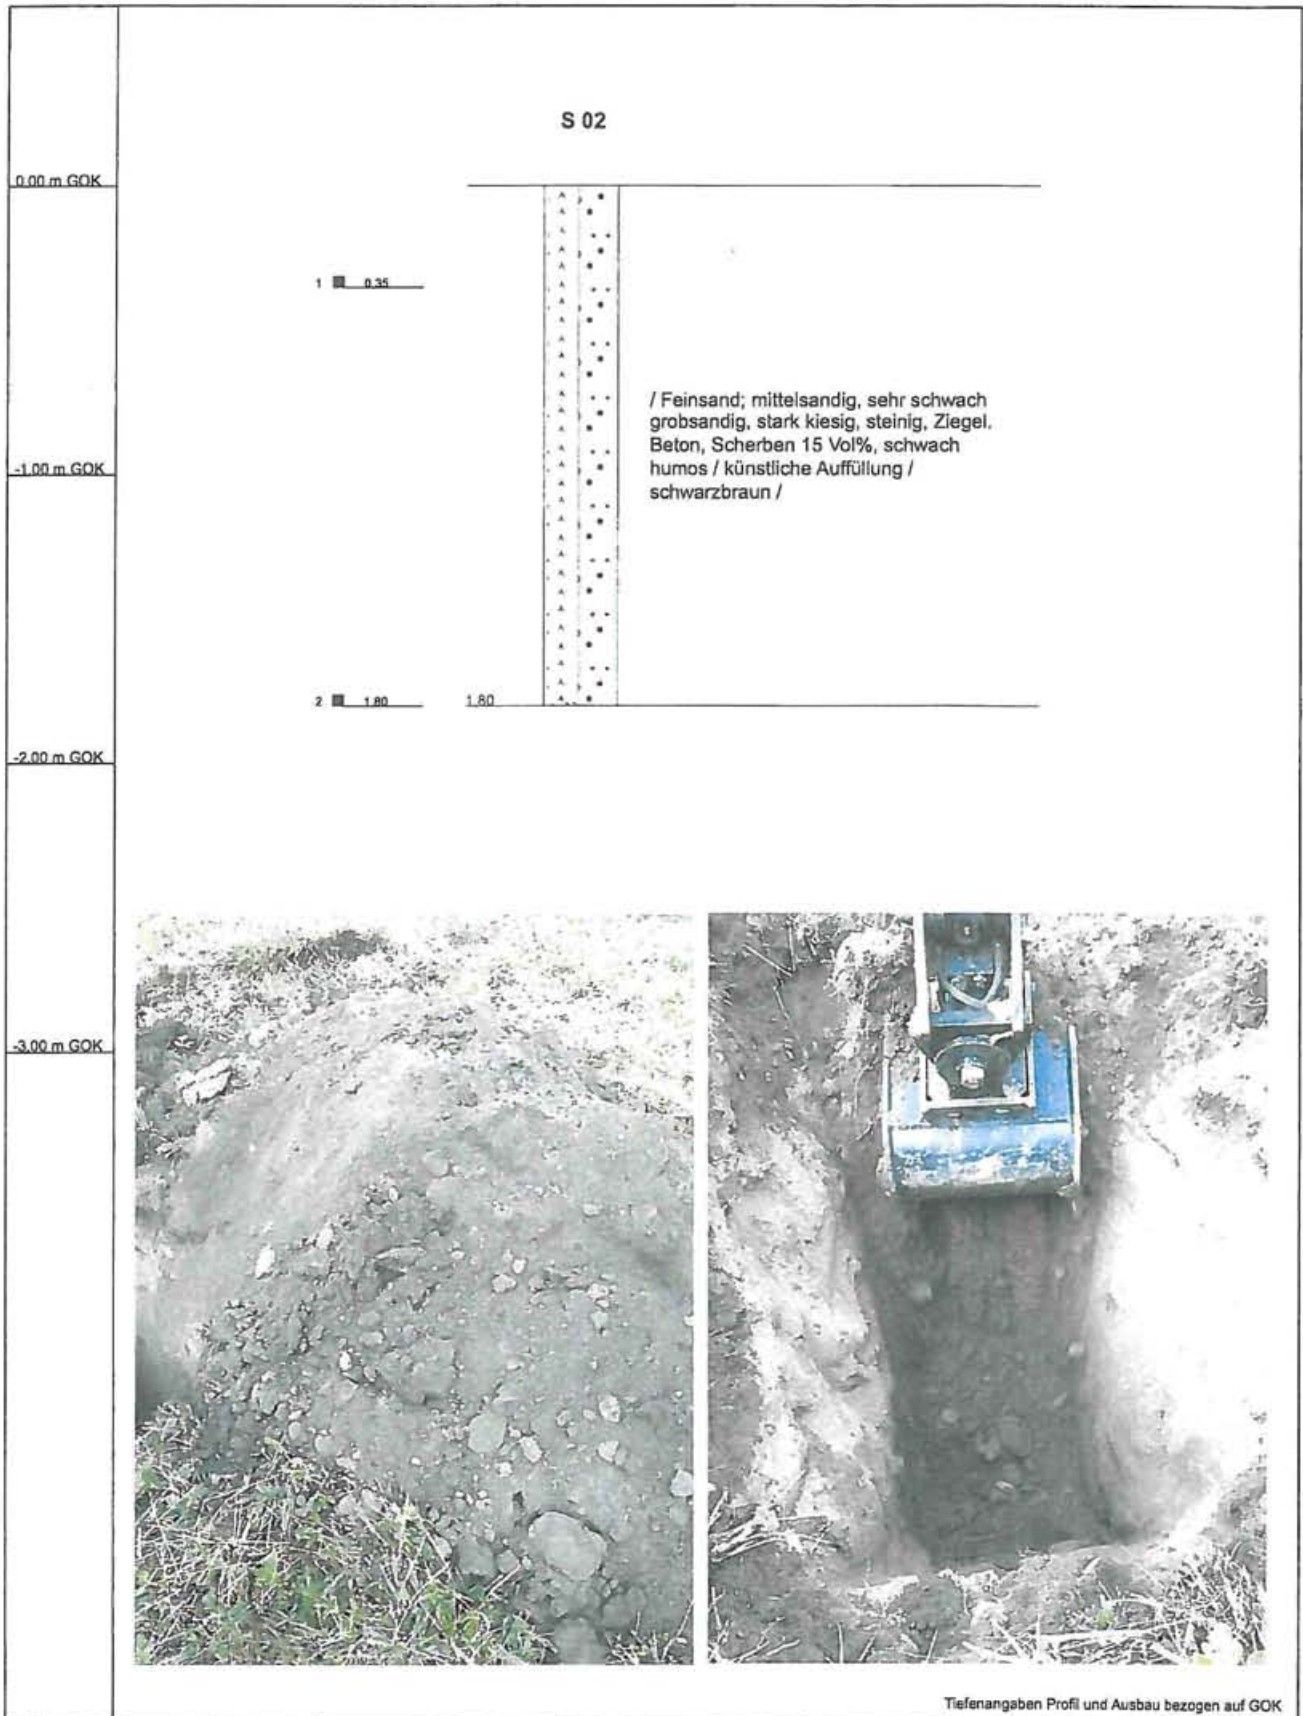 S 02
0.00 m GOK
1 0.35
/ Feinsand; mittelsandig, sehr schwach
grobsandig, stark kiesig, steinig, Ziegel,
Beton, Scherben 15 Vol%, schwach
humos / künstliche Auffüllung /
schwarzbraun /
-1.00 m GOK
2 1.80 1.80
-2.00 m GOK
-3.00 m GOK
Tiefenangaben Profil und Ausbau bezogen auf GOK